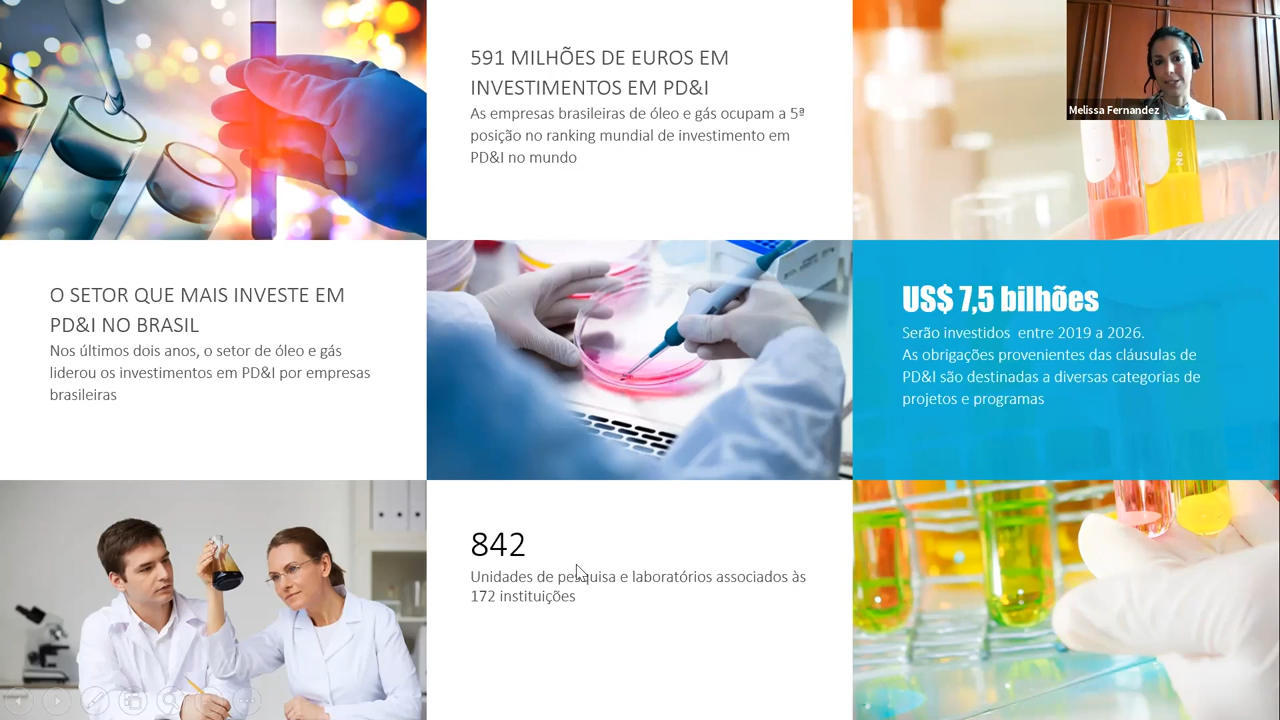 591 MILHÕES DE EUROS EM
INVESTIMENTOS EM PD&I
As empresas brasileiras de óleo e gás ocupam a 5ª
posição no ranking mundial de investimento em
PD&I no mundo
Melissa Fernandez
No.
O SETOR QUE MAIS INVESTE EM
PD&I NO BRASIL
Nos últimos dois anos, o setor de óleo e gás
liderou os investimentos em PD&I por empresas
brasileiras
US$ 7,5 bilhões
Serão investidos  entre 2019 a 2026.
As obrigações provenientes das cláusulas de
PD&I são destinadas a diversas categorias de
projetos e programas
842
Unidades de pesquisa e laboratórios associados às
172 instituições